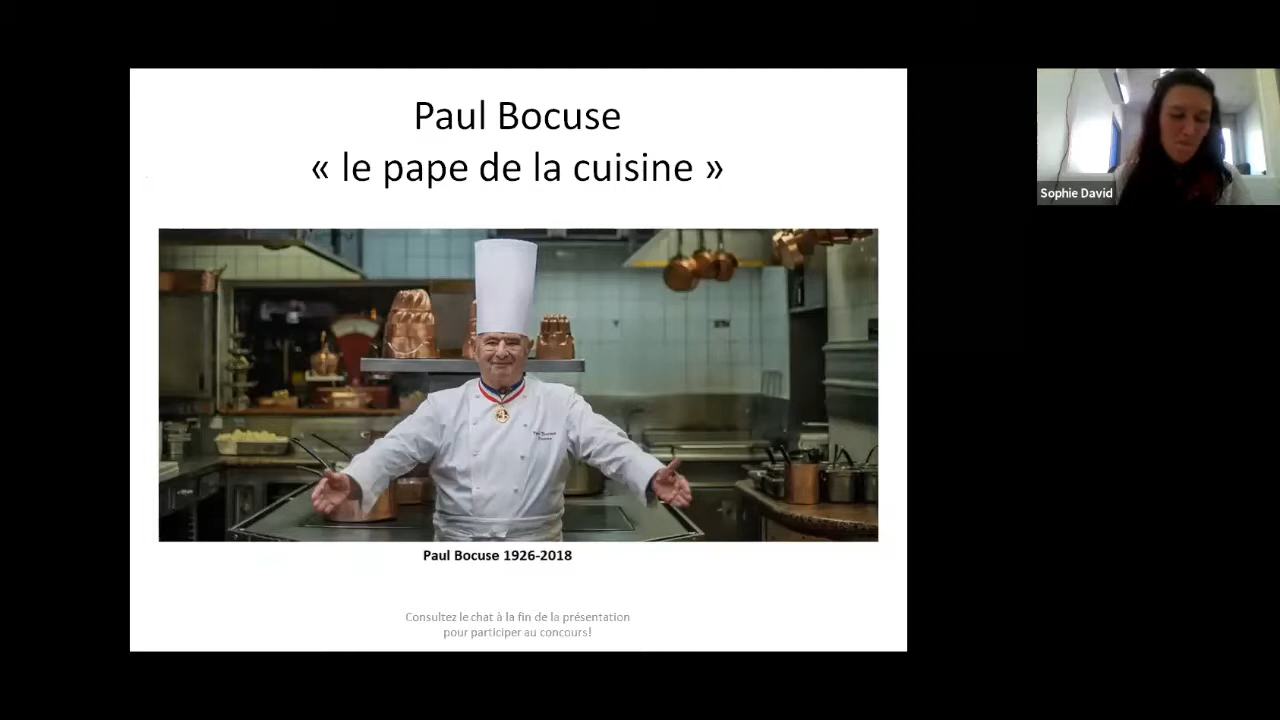 Paul Bocuse
« le pape de la cuisine »
Sophie David
Paul Bocuse 1926-2018
Consultez le chat à la fin de la présentation
pour participer au concours!